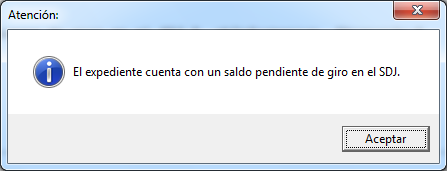 Atención:
El expediente cuenta con un saldo pendiente de giro en el SDJ.
Aceptar